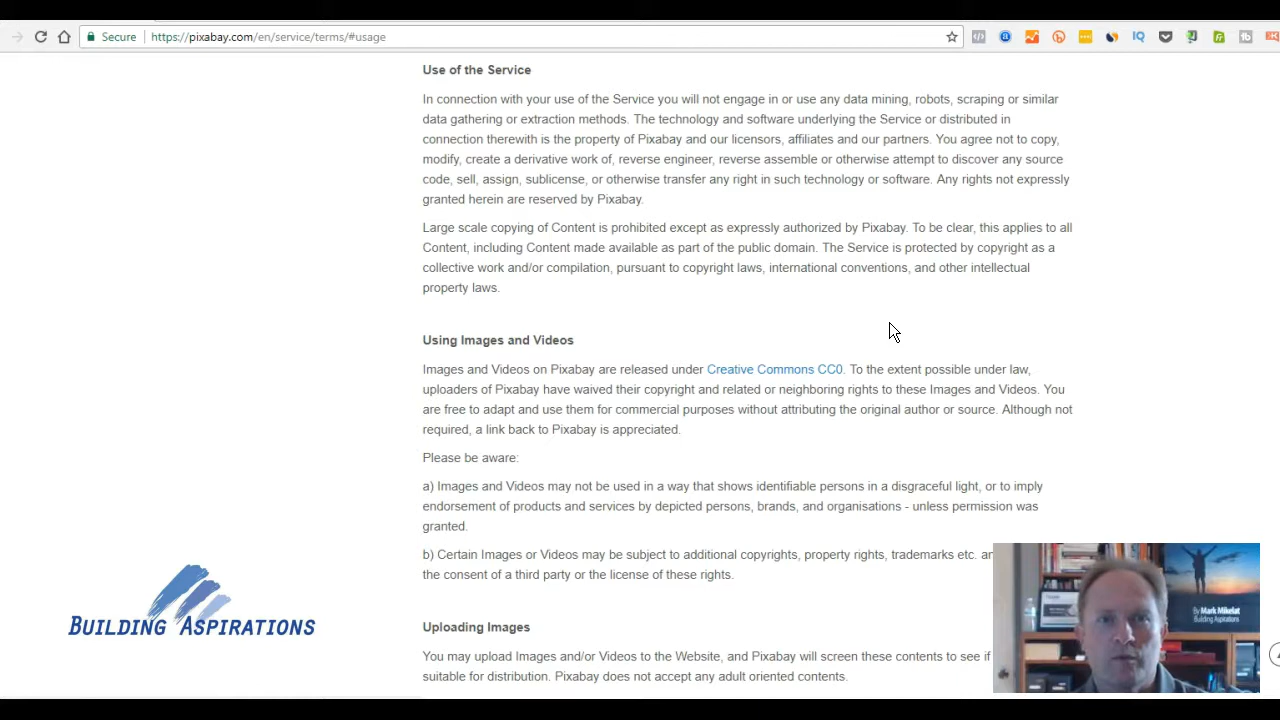 Secure
https://pixabay.com/en/service/terms/#usage
Use of the Service
In connection with your use of the Service you will not engage in or use any data mining, robots, scraping or similar
data gathering or extraction methods. The technology and software underlying the Service or distributed in
connection therewith is the property of Pixabay and our licensors, affiliates and our partners. You agree not to copy,
modify, create a derivative work of, reverse engineer, reverse assemble or otherwise attempt to discover any source
code, sell, assign, sublicense, or otherwise transfer any right in such technology or software. Any rights not expressly
granted herein are reserved by Pixabay.
Large scale copying of Content is prohibited except as expressly authorized by Pixabay. To be clear, this applies to all
Content, including Content made available as part of the public domain. The Service is protected by copyright as a
collective work and/or compilation, pursuant to copyright laws, international conventions, and other intellectual
property laws.
Using Images and Videos
Images and Videos on Pixabay are released under Creative Commons CC0. To the extent possible under law,
uploaders of Pixabay have waived their copyright and related or neighboring rights to these Images and Videos. You
are free to adapt and use them for commercial purposes without attributing the original author or source. Although not
required, a link back to Pixabay is appreciated.
Please be aware:
a) Images and Videos may not be used in a way that shows identifiable persons in a disgraceful light, or to imply
endorsement of products and services by depicted persons, brands, and organisations - unless permission was
granted.
b) Certain Images or Videos may be subject to additional copyrights, property rights, trademarks etc. an
the consent of a third party or the license of these rights.
By Mark Mikelat
Building Aspirations
BUILDING ASPIRATIONS
Uploading Images
You may upload Images and/or Videos to the Website, and Pixabay will screen these contents to see if
suitable for distribution. Pixabay does not accept any adult oriented contents.